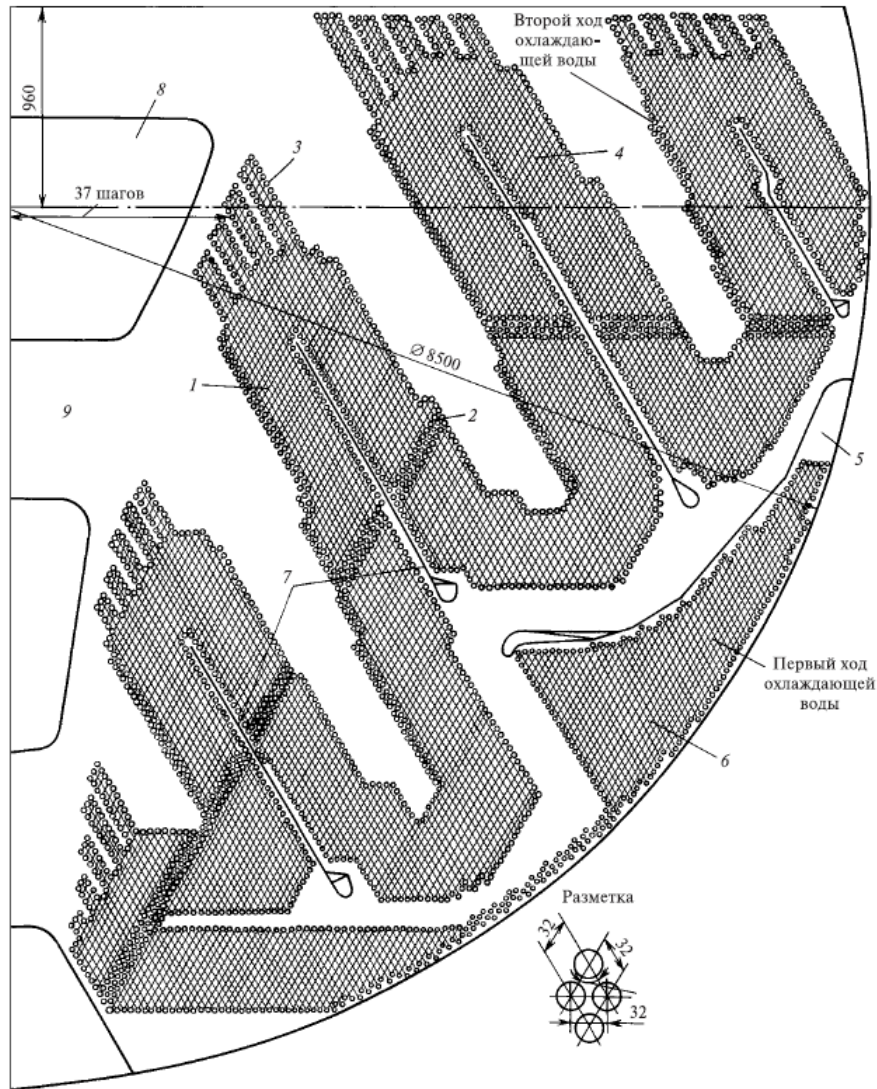 Второй ход
охлаждаю-
щей воды
960
8
3
4
37 шагов
Ø 8500
1
2
9
5
7
Первый ход
охлаждающей
воды
6
Разметка
32
32
32